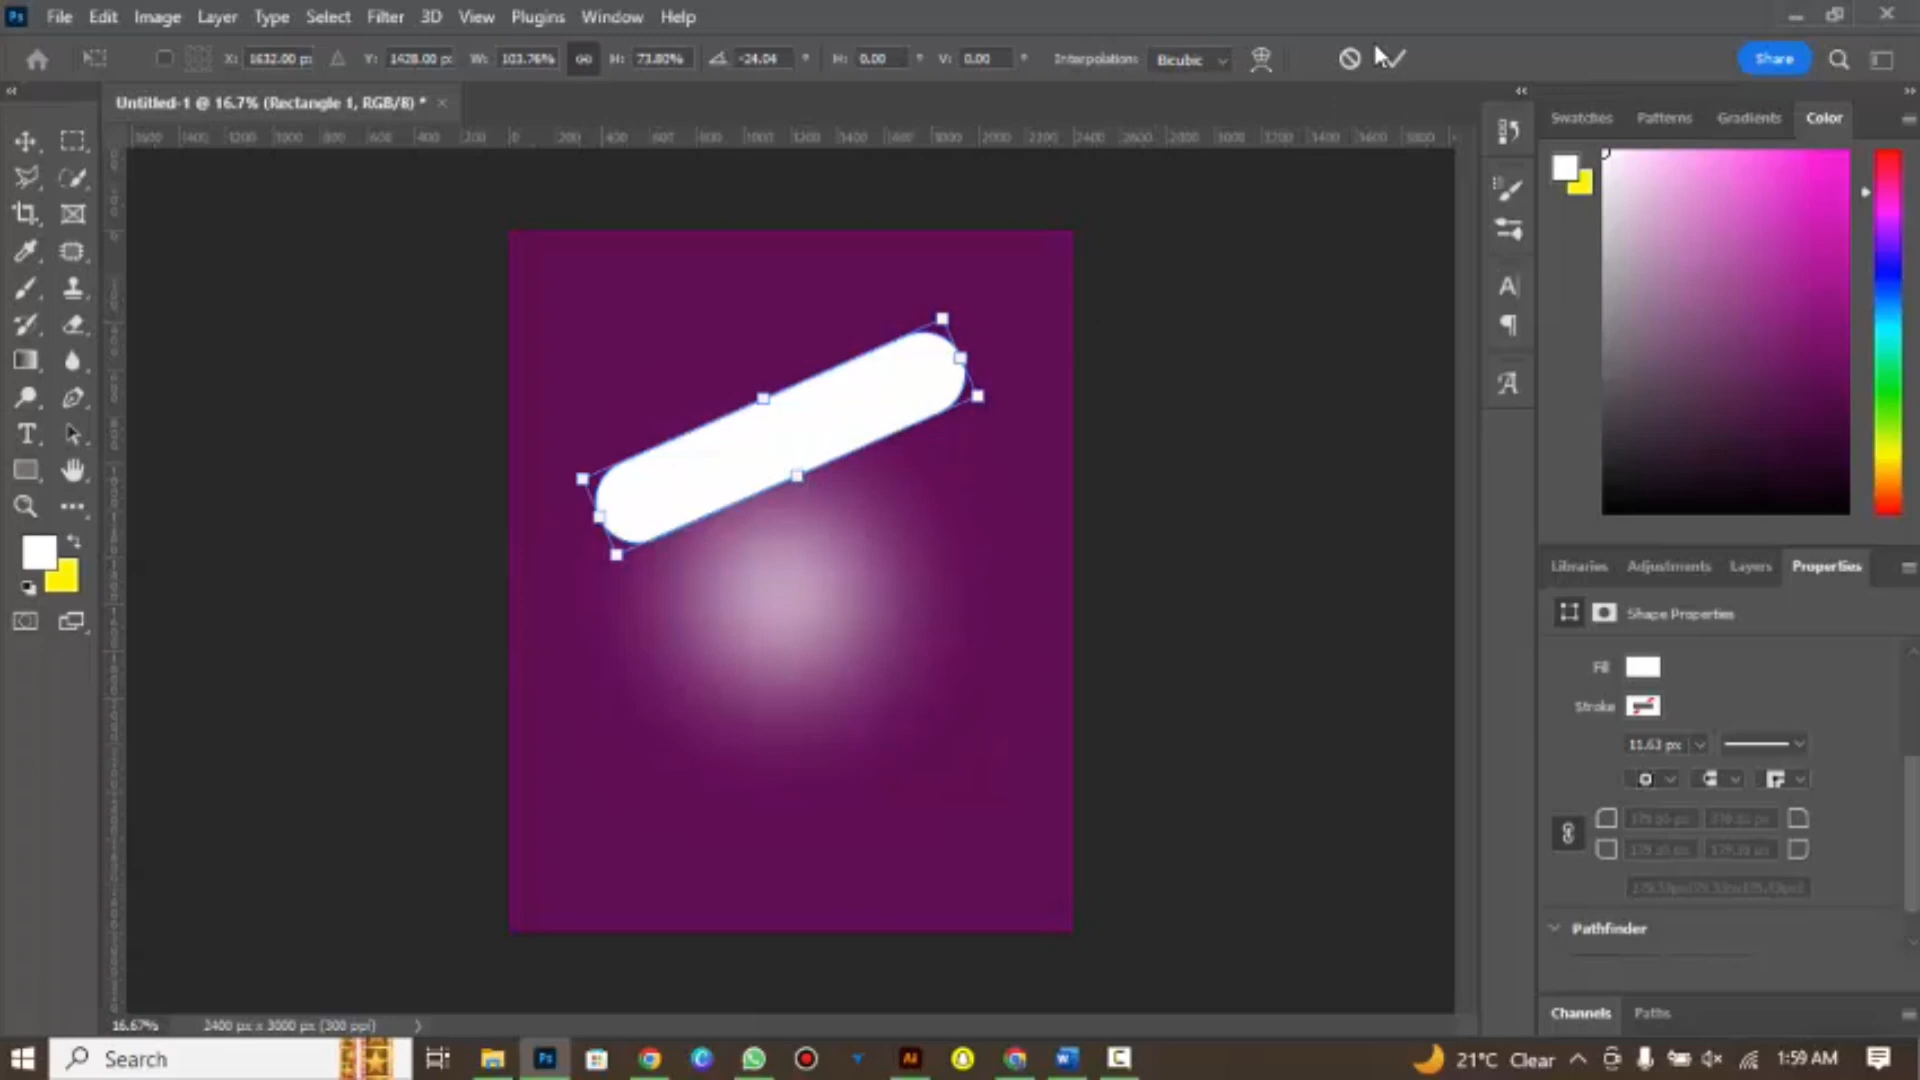 File Edit Image Layer Type Select Filter 3D View Plugins Window Help
X: 1632.00 px Y: 1428.00 px W: 103.76% H: 73.80% -24.04 ° H: 0.00 ° V: 0.00 ° Interpolation: Bicubic Share
Untitled-1 @ 16.7% (Rectangle 1, RGB/8) * ×
Swatches Patterns Gradients Color
Libraries Adjustments Layers Properties
Shape Properties
Fill
Stroke
11.63 px
Pathfinder
Channels Paths
16.67% 2400 px x 3000 px (300 ppi)
Search
21°C Clear 1:59 AM